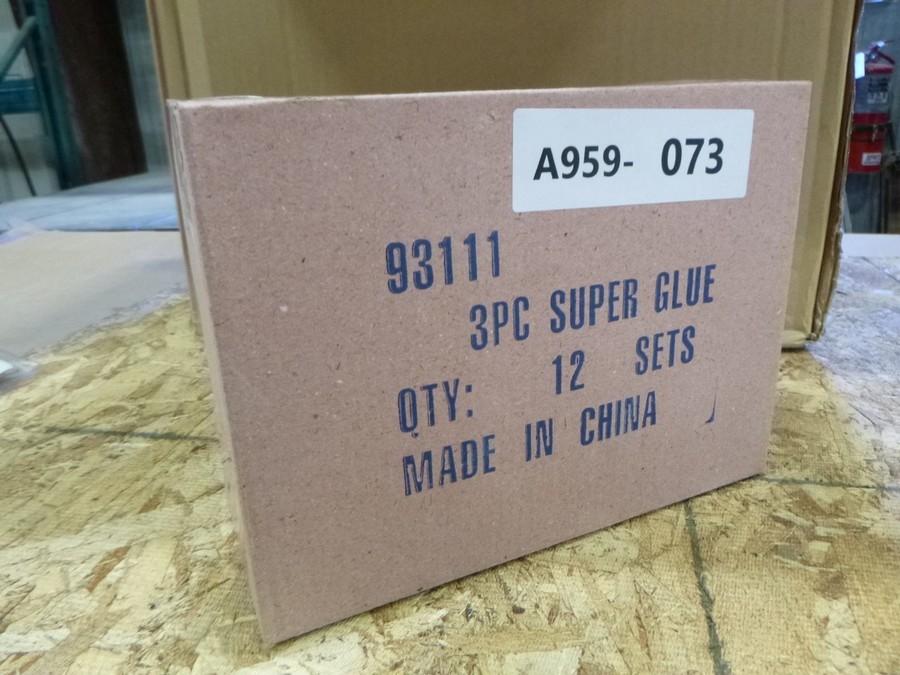 A959- 073
93111
3PC SUPER GLUE
QTY: 12 SETS
MADE IN CHINA